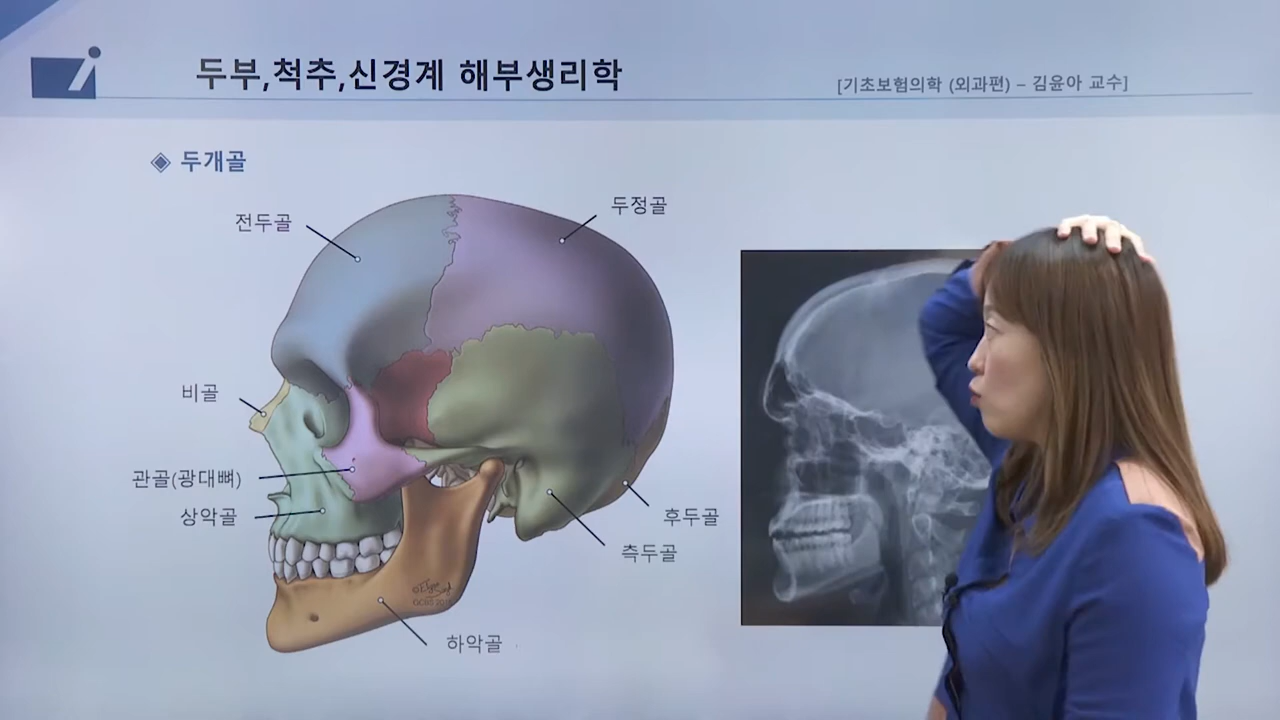 두부,척추,신경계 해부생리학
[기초보험의학 (외과편) – 김윤아 교수]
◈ 두개골
전두골
두정골
비골
관골(광대뼈)
상악골
후두골
측두골
하악골